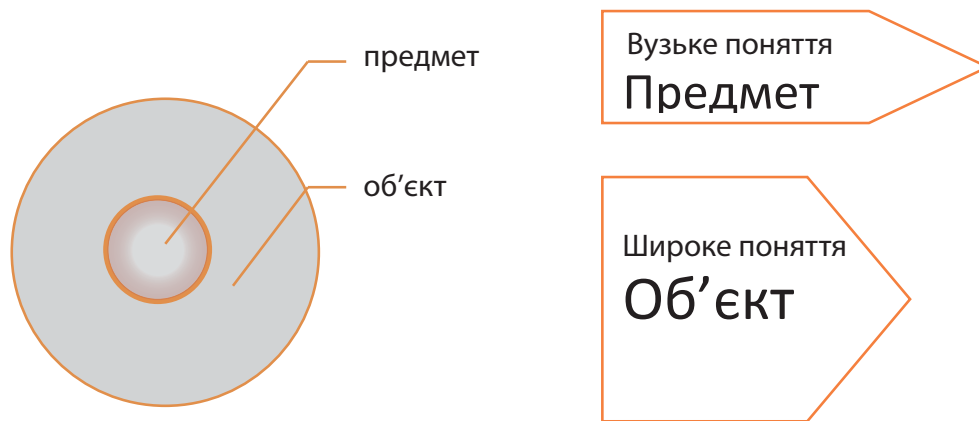 предмет
об’єкт
Вузьке поняття
Предмет
Широке поняття
Об’єкт